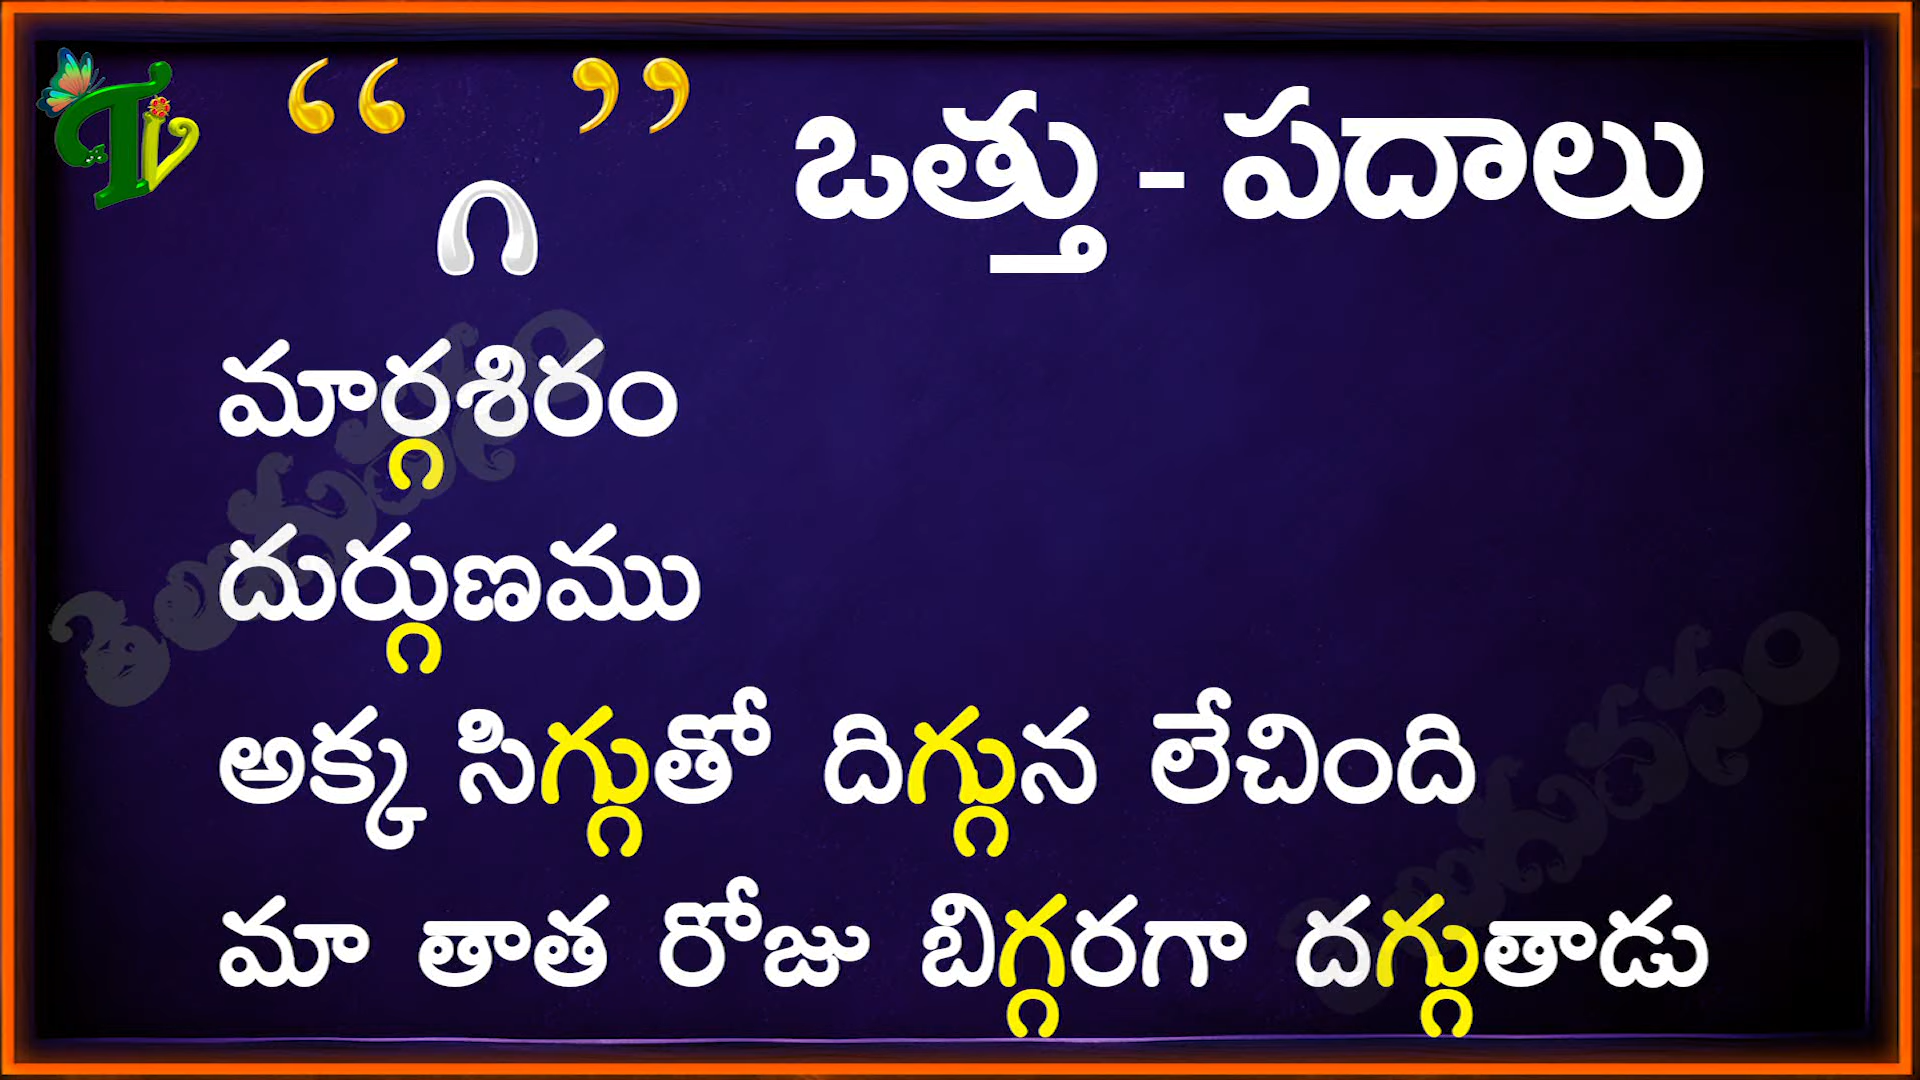 “ ్గ ” ఒత్తు - పదాలు
మార్గశిరం
దుర్గుణము
అక్క సిగ్గుతో దిగ్గున లేచింది
మా తాత రోజు బిగ్గరగా దగ్గుతాడు